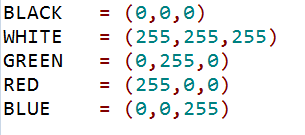 BLACK = (0,0,0)
WHITE = (255,255,255)
GREEN = (0,255,0)
RED = (255,0,0)
BLUE = (0,0,255)